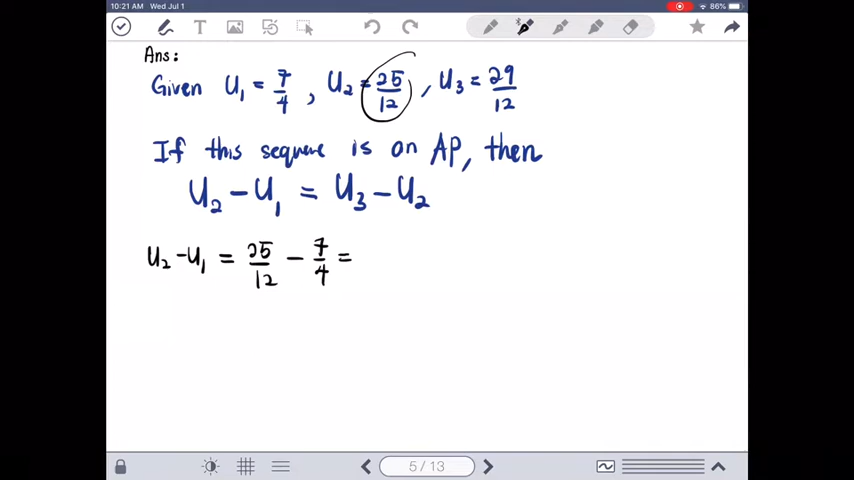 10:21 AM Wed Jul 1 86%
T
Ans:
Given U₁ = 7/4, U₂ = 25/12, U₃ = 29/12
If this sequence is an AP, then
U₂ - U₁ = U₃ - U₂
U₂ - U₁ = 25/12 - 7/4 =
5 / 13